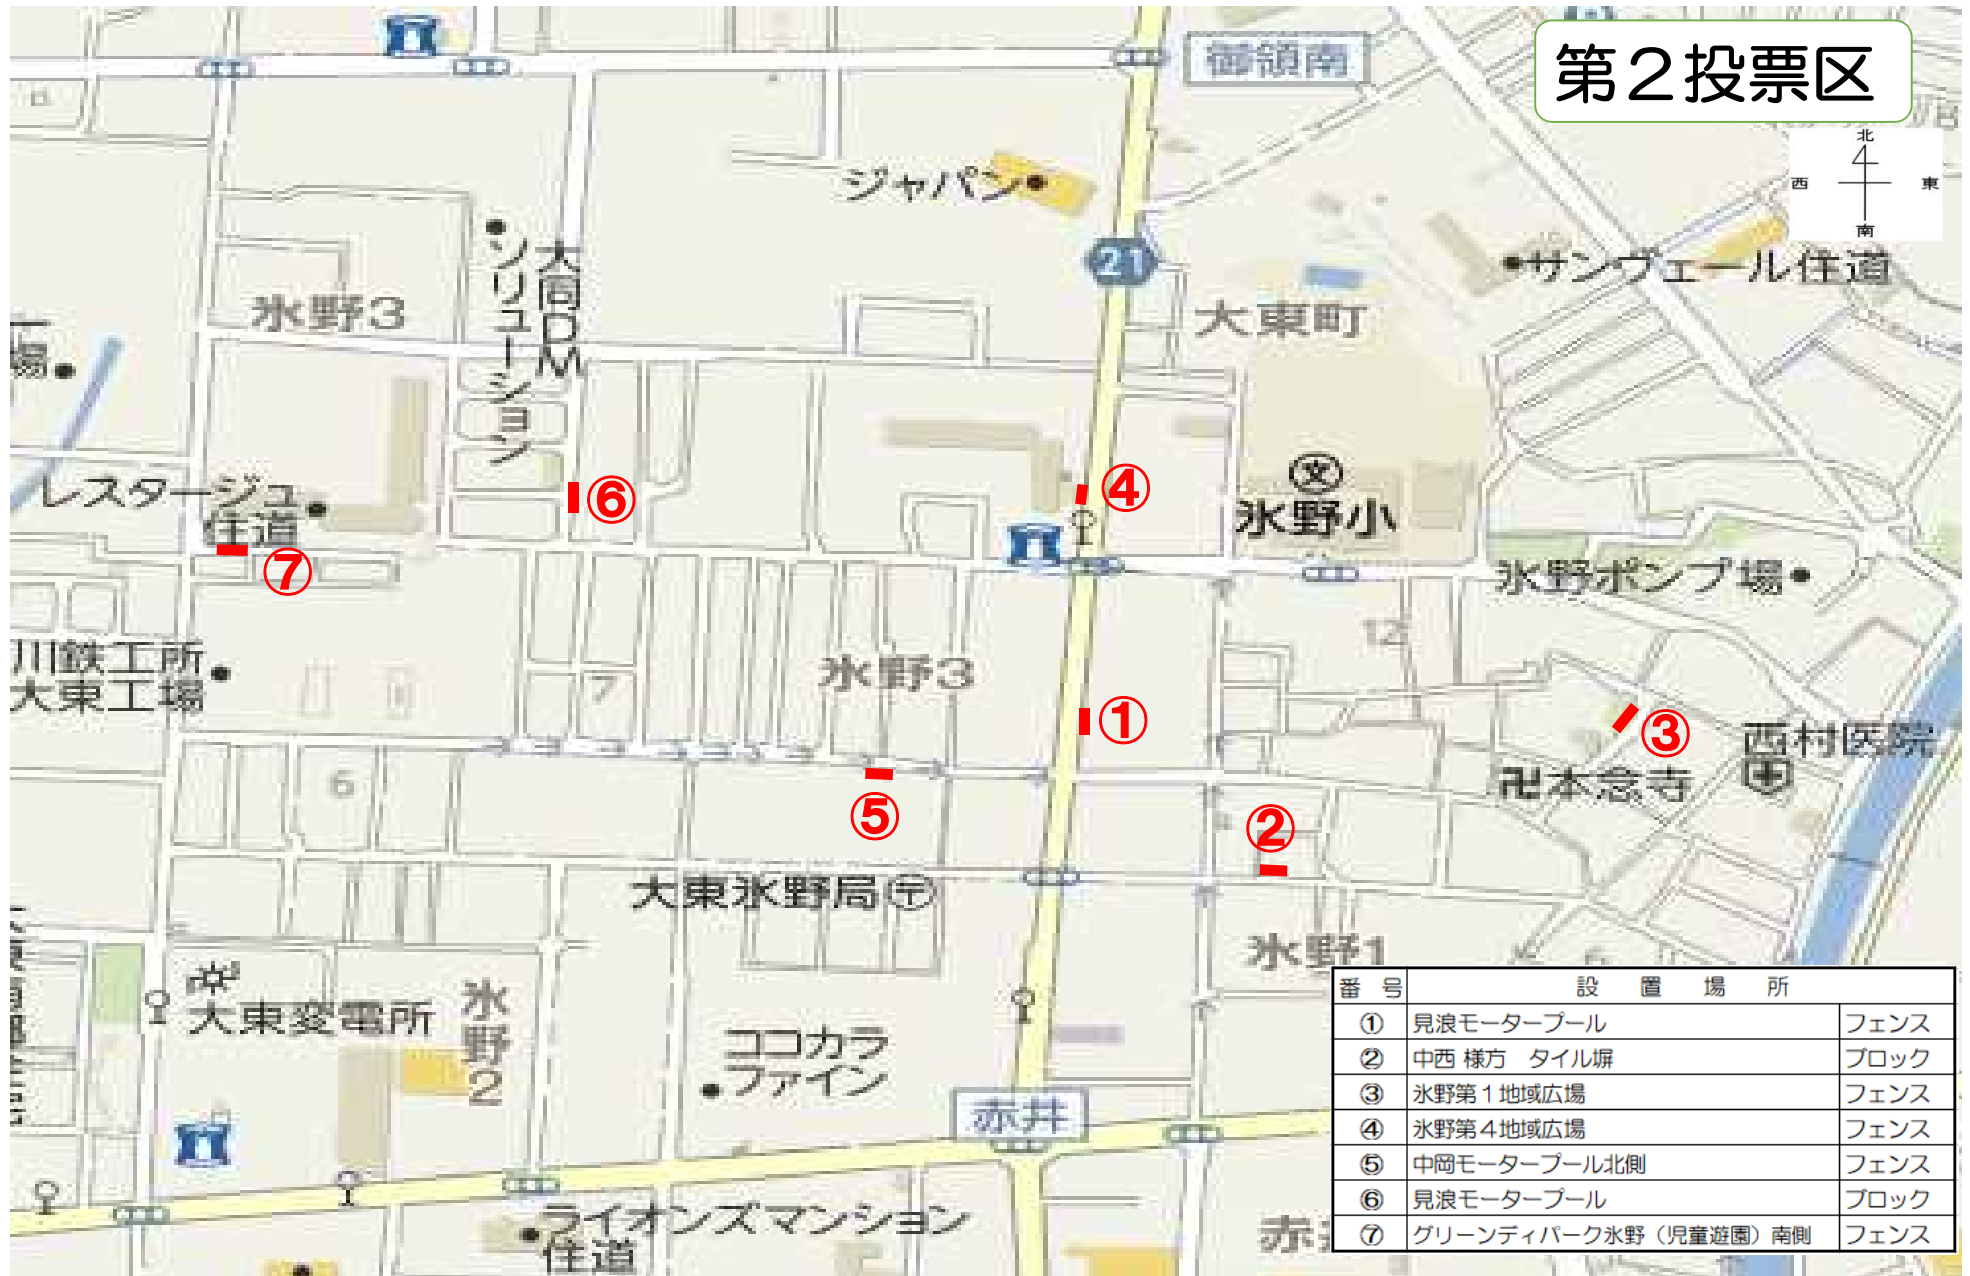 第２投票区
御領南
北
西 東
南
ジャパン
21
サンヴェール住道
大東町
氷野3
大同DM
ソリューション
場
レスタージュ
住道
⑥
④
文
氷野小
⑦
氷野ポンプ場
12
川鉄工所
大東工場
7
氷野3
①
③
西村医院
卍本念寺
6
⑤
②
大東氷野局〒
氷野1
6
大東変電所
氷野2
ココカラ
ファイン
赤井
ライオンズマンション
住道
赤井
番 号 設 置 場 所
① 見浪モータープール フェンス
② 中西 様方 タイル塀 ブロック
③ 氷野第１地域広場 フェンス
④ 氷野第４地域広場 フェンス
⑤ 中岡モータープール北側 フェンス
⑥ 見浪モータープール ブロック
⑦ グリーンディパーク氷野（児童遊園）南側 フェンス